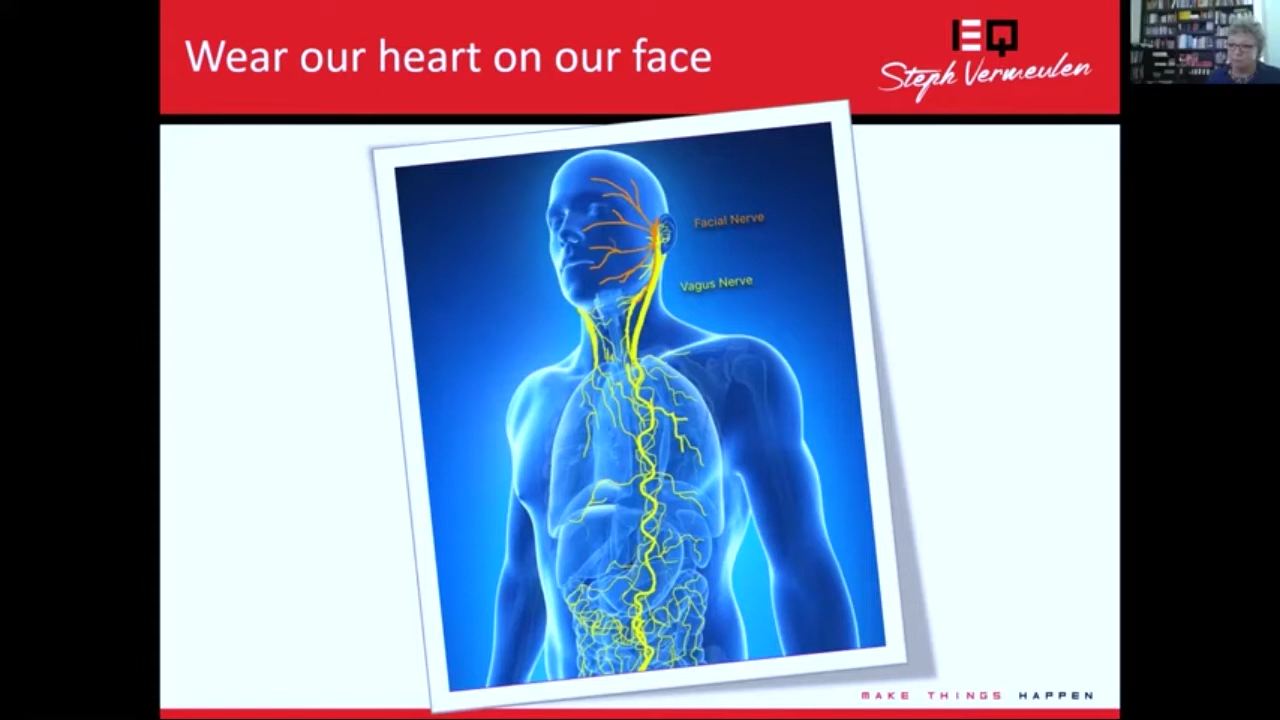 Wear our heart on our face
EQ
Steph Vermeulen
Facial Nerve
Vagus Nerve
MAKE THINGS HAPPEN